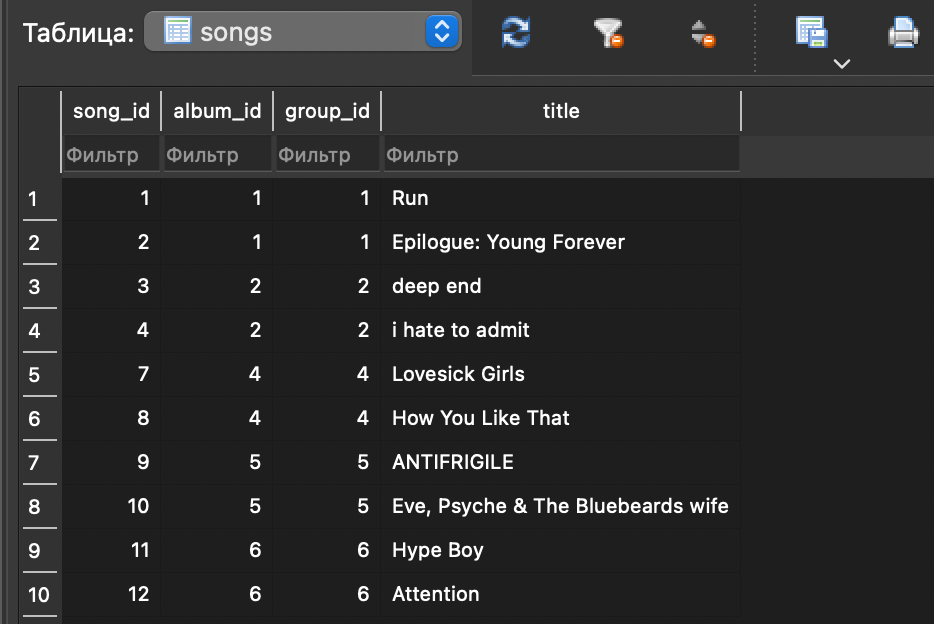 Таблица: songs
song_id album_id group_id title
Фильтр Фильтр Фильтр Фильтр
1 1 1 1 Run
2 2 1 1 Epilogue: Young Forever
3 3 2 2 deep end
4 4 2 2 i hate to admit
5 7 4 4 Lovesick Girls
6 8 4 4 How You Like That
7 9 5 5 ANTIFRIGILE
8 10 5 5 Eve, Psyche & The Bluebeards wife
9 11 6 6 Hype Boy
10 12 6 6 Attention